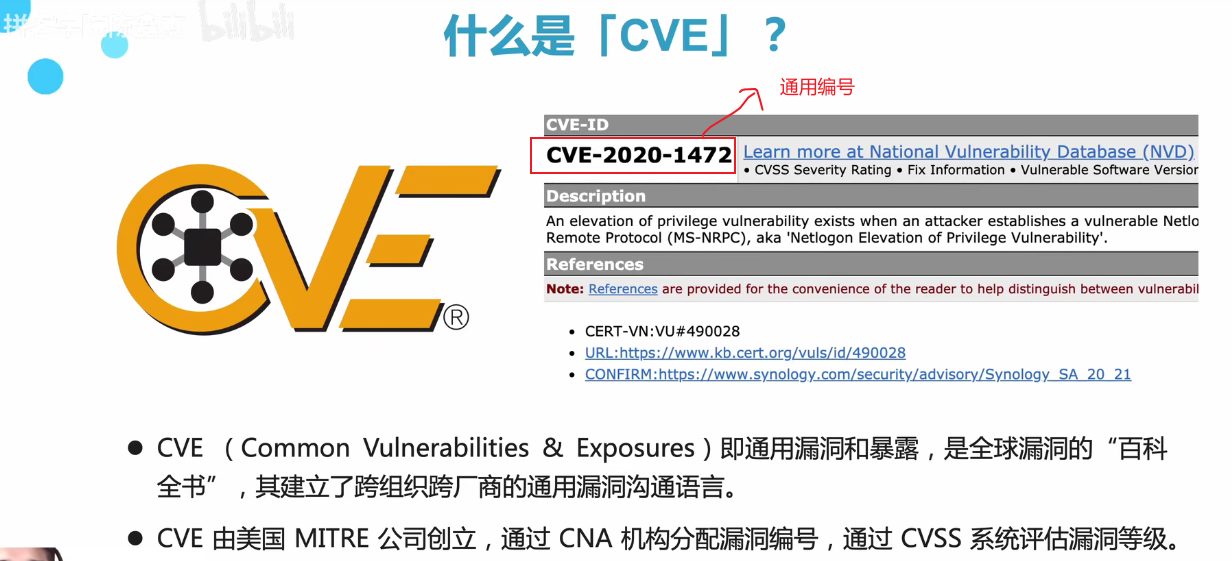 bilibili
什么是「CVE」？
通用编号
CVE-ID
CVE-2020-1472
Learn more at National Vulnerability Database (NVD)
• CVSS Severity Rating • Fix Information • Vulnerable Software Version
Description
An elevation of privilege vulnerability exists when an attacker establishes a vulnerable Netlo
Remote Protocol (MS-NRPC), aka 'Netlogon Elevation of Privilege Vulnerability'.
References
Note: References are provided for the convenience of the reader to help distinguish between vulnerabil
CVE®
• CERT-VN:VU#490028
• URL:https://www.kb.cert.org/vuls/id/490028
• CONFIRM:https://www.synology.com/security/advisory/Synology_SA_20_21
● CVE （Common Vulnerabilities & Exposures）即通用漏洞和暴露，是全球漏洞的“百科
全书”，其建立了跨组织跨厂商的通用漏洞沟通语言。
● CVE 由美国 MITRE 公司创立，通过 CNA 机构分配漏洞编号，通过 CVSS 系统评估漏洞等级。